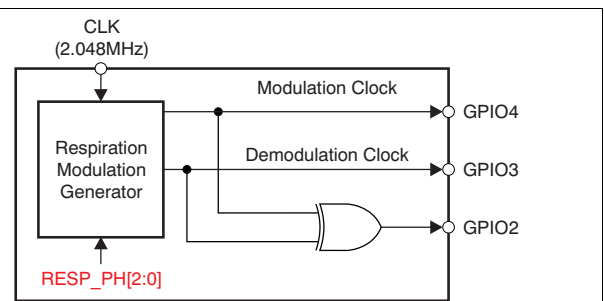 CLK
(2.048MHz)
Modulation Clock
GPIO4
Respiration
Modulation
Generator
Demodulation Clock
GPIO3
GPIO2
RESP_PH[2:0]